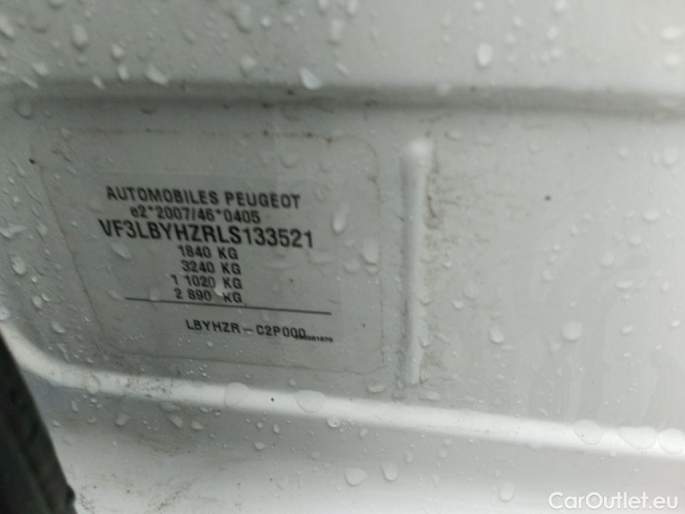 AUTOMOBILES PEUGEOT
e2*2007/46*0405
VF3LBYHZRLS133521
1840 KG
3240 KG
1 1020 KG
2 890 KG
LBYHZR-C2P000
CarOutlet.eu